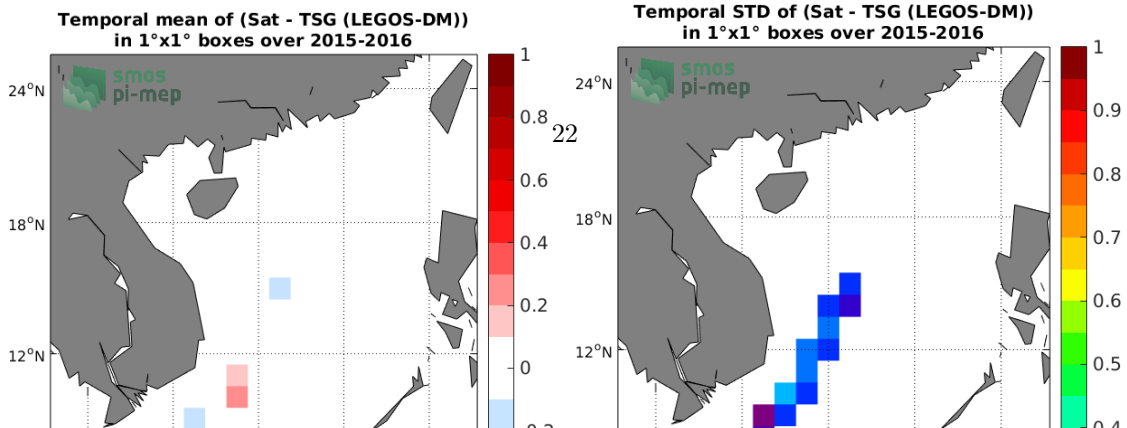 Temporal mean of (Sat - TSG (LEGOS-DM))
in 1°x1° boxes over 2015-2016
smos
pi-mep
24°N
18°N
12°N
1
0.8
0.6
0.4
0.2
0
22
Temporal STD of (Sat - TSG (LEGOS-DM))
in 1°x1° boxes over 2015-2016
smos
pi-mep
24°N
18°N
12°N
1
0.9
0.8
0.7
0.6
0.5